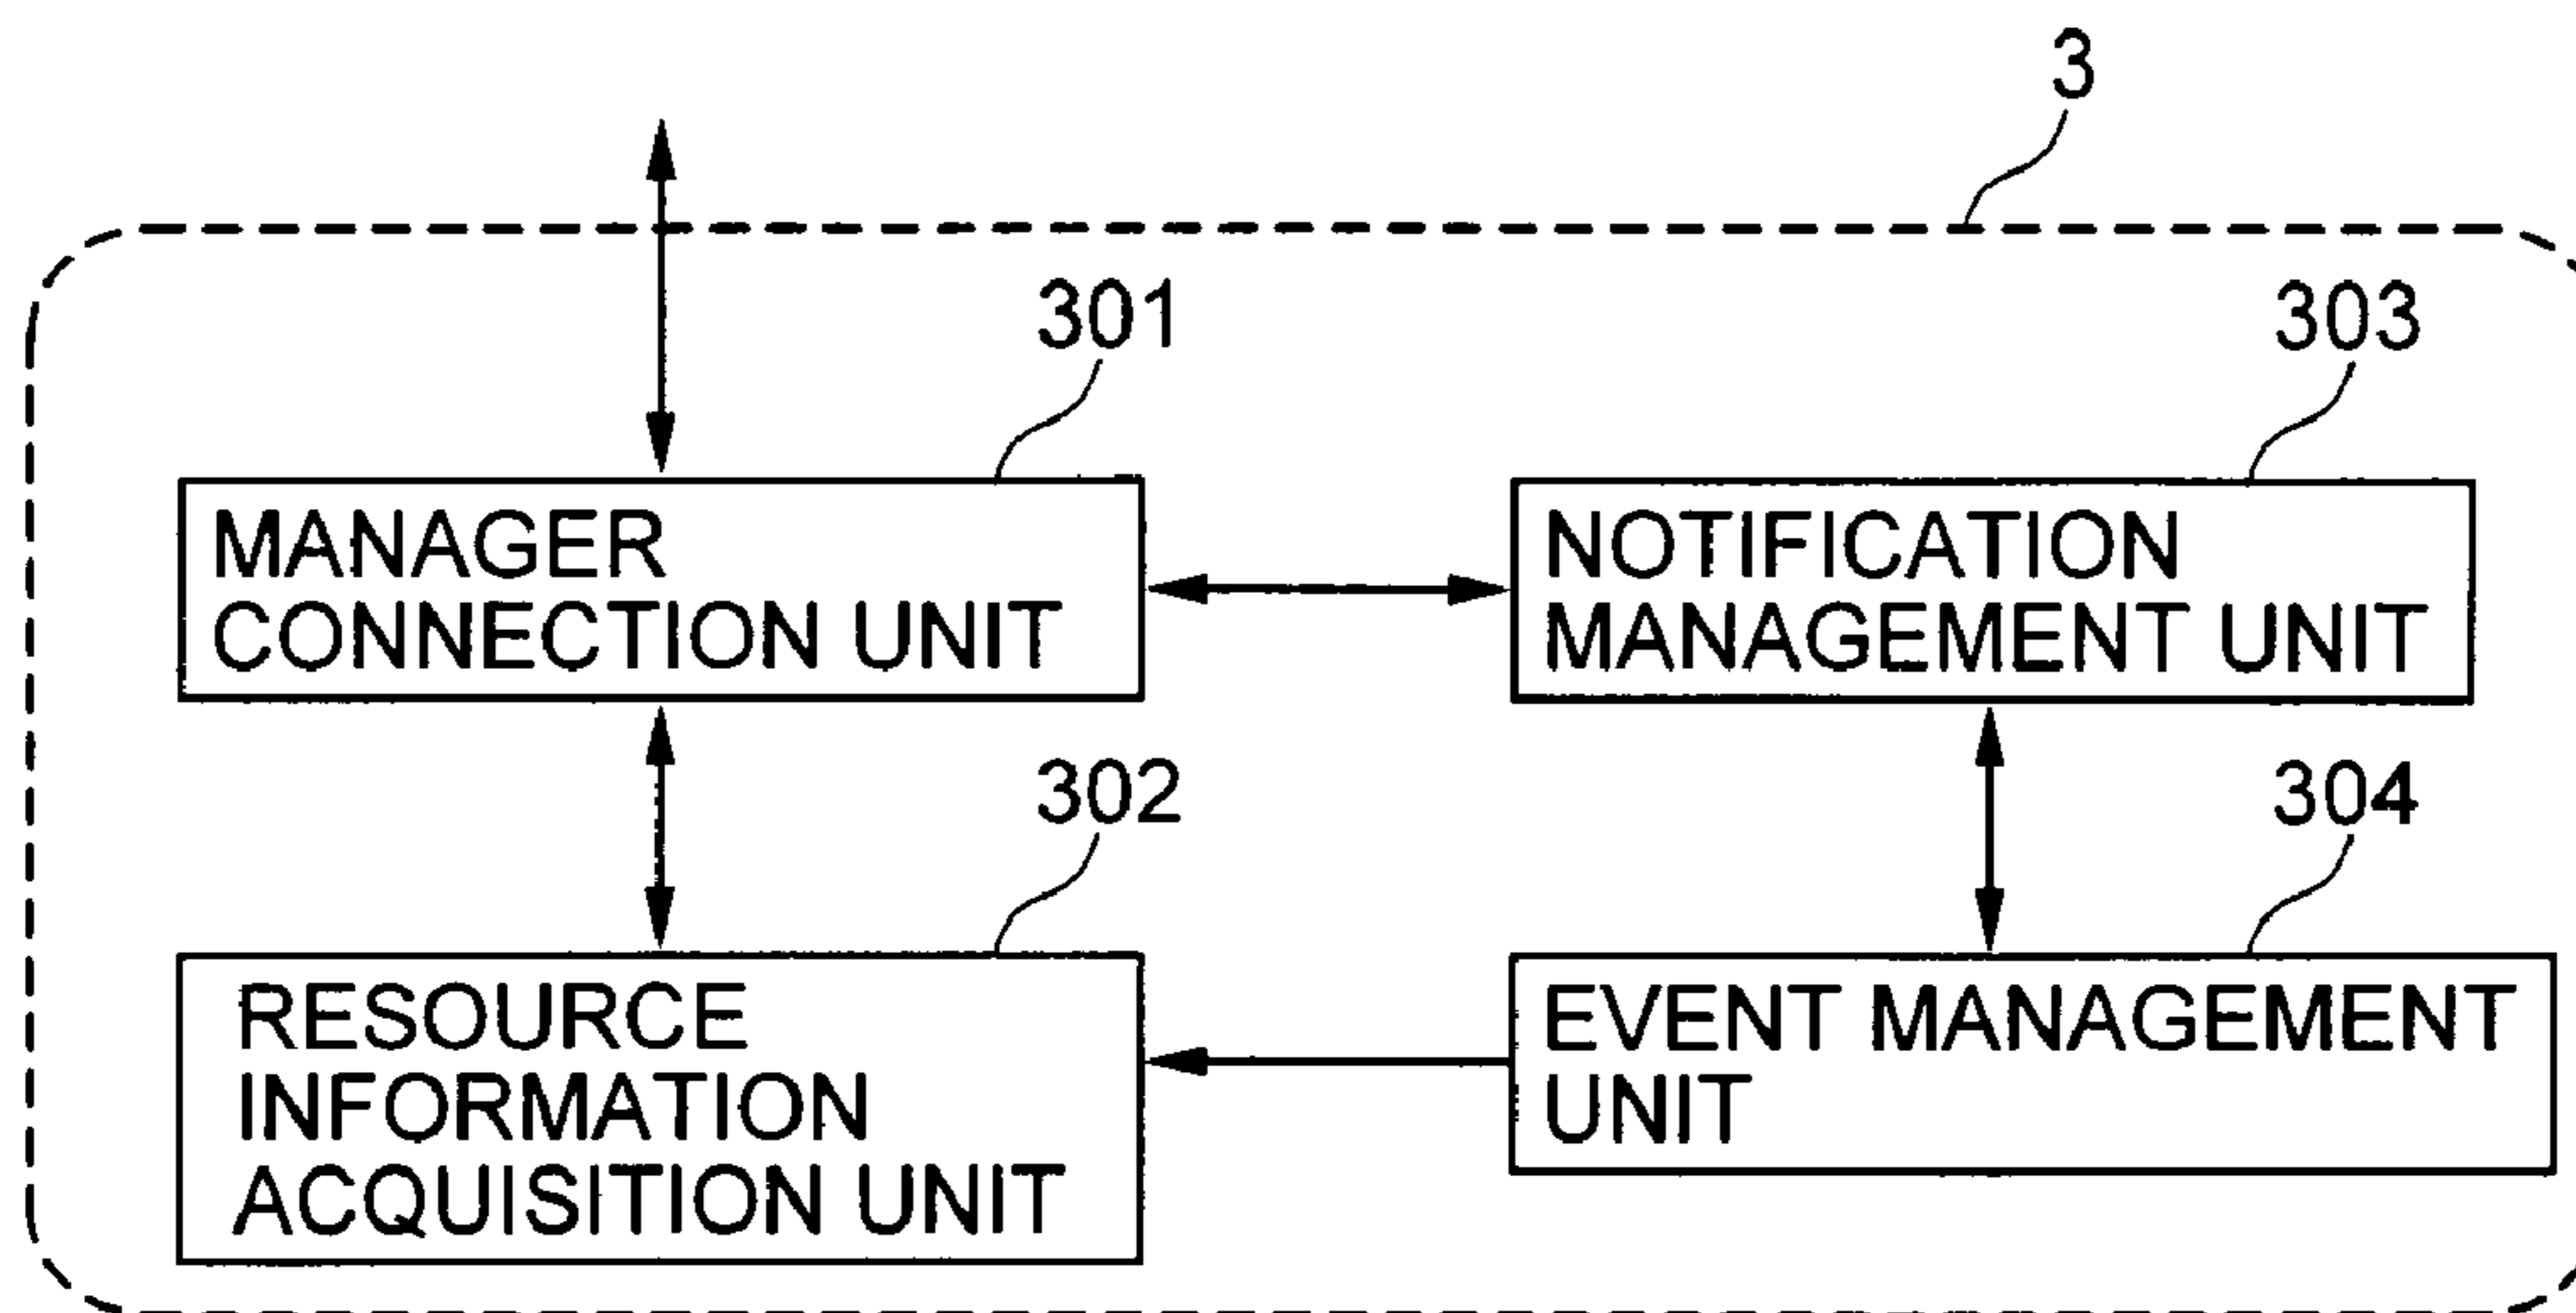 3
301
303
MANAGER
CONNECTION UNIT
NOTIFICATION
MANAGEMENT UNIT
302
304
RESOURCE
INFORMATION
ACQUISITION UNIT
EVENT MANAGEMENT
UNIT